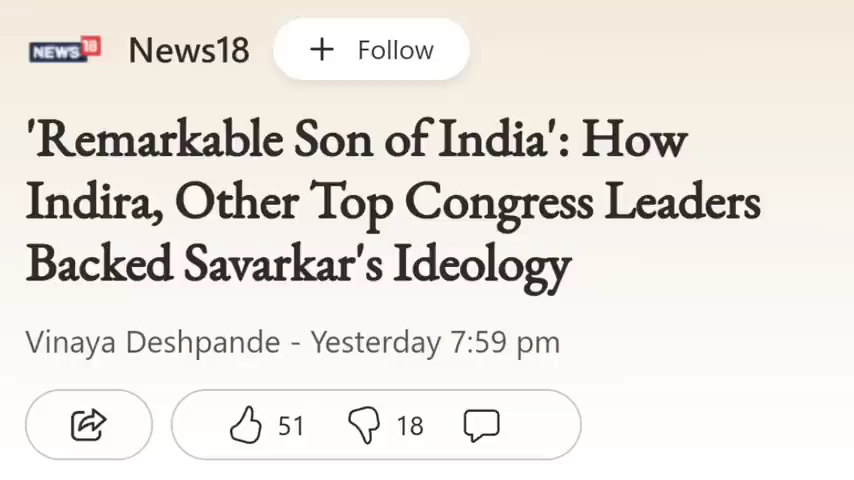 NEWS18 News18 + Follow
'Remarkable Son of India': How
Indira, Other Top Congress Leaders
Backed Savarkar's Ideology
Vinaya Deshpande - Yesterday 7:59 pm
51 18